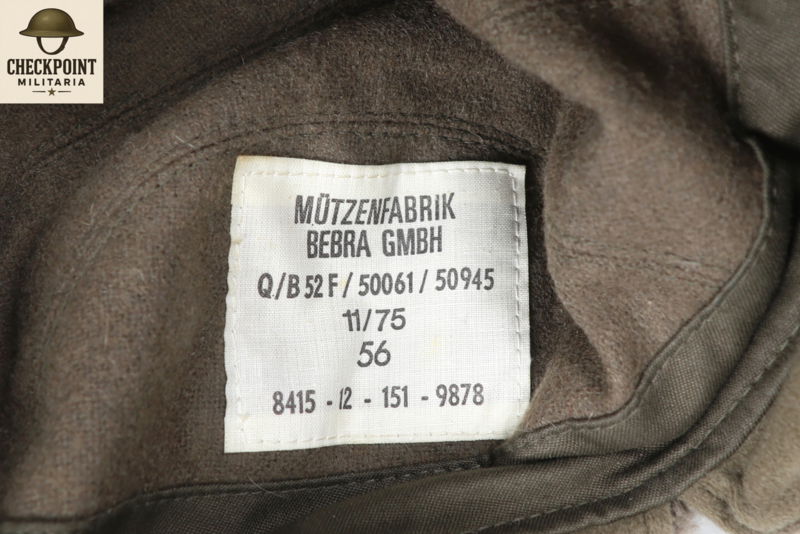 CHECKPOINT
MILITARIA
MÜTZENFABRIK
BEBRA GMBH
Q/B 52 F / 50061 / 50945
11/75
56
8415 - 12 - 151 - 9878